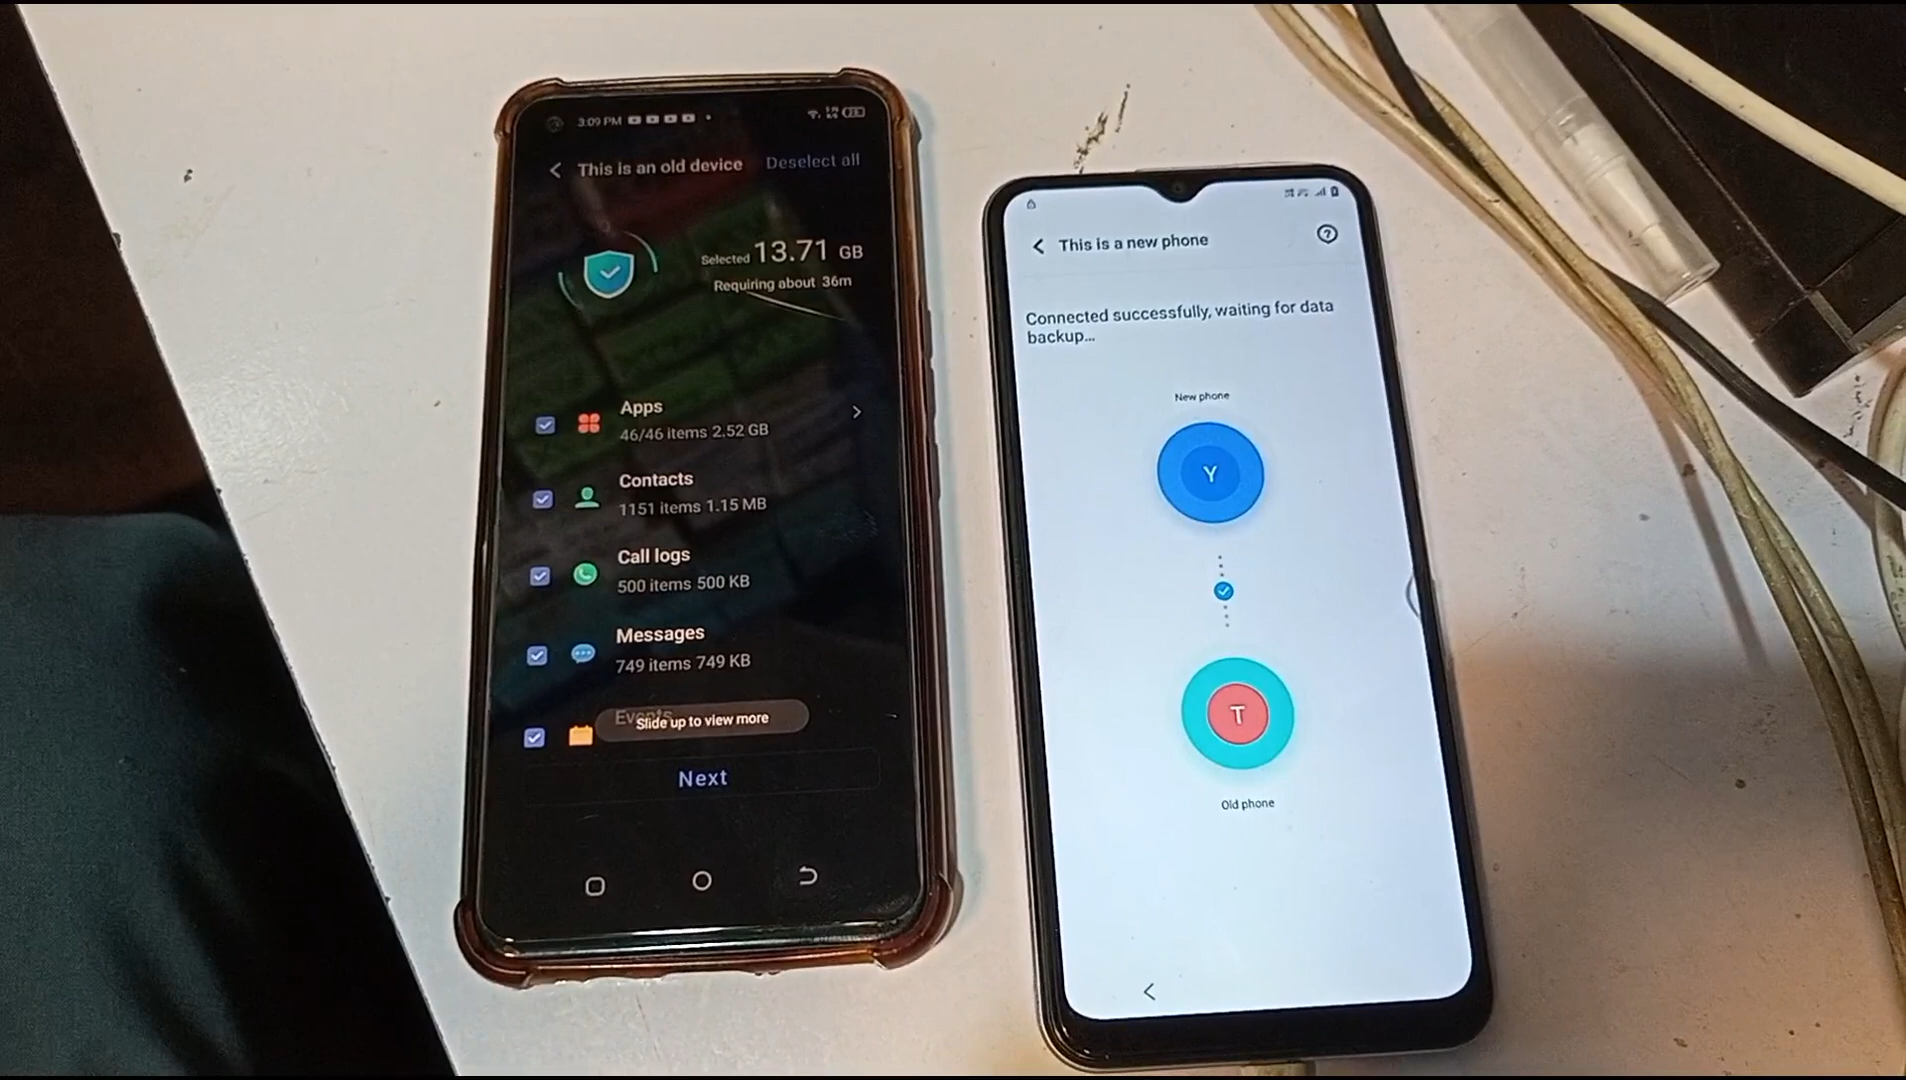 3:09 PM
This is an old device
Deselect all
Selected 13.71 GB
Requiring about 36m
Apps
46/46 items 2.52 GB
Contacts
1151 items 1.15 MB
Call logs
500 items 500 KB
Messages
749 items 749 KB
Events
Slide up to view more
Next
This is a new phone
?
Connected successfully, waiting for data
backup...
New phone
Y
T
Old phone